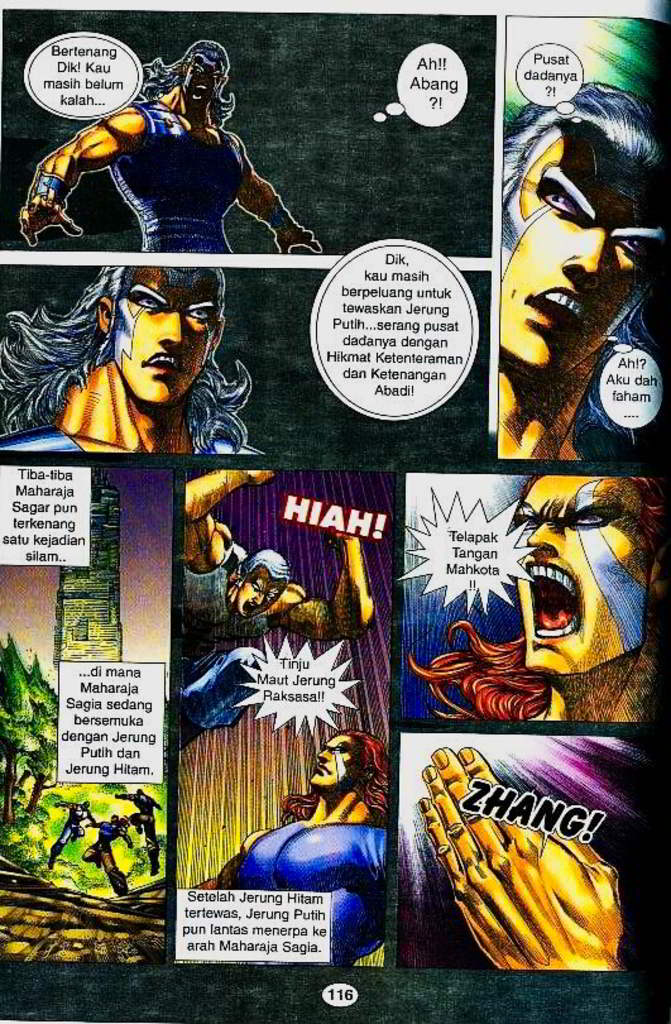 Bertenang
Dik! Kau
masih belum
kalah...
Ah!!
Abang
?!
Pusat
dadanya
?!
Dik,
kau masih
berpeluang untuk
tewaskan Jerung
Putih...serang pusat
dadanya dengan
Hikmat Ketenteraman
dan Ketenangan
Abadi!
Ah!?
Aku dah
faham
....
Tiba-tiba
Maharaja
Sagar pun
terkenang
satu kejadian
silam..
...di mana
Maharaja
Sagia sedang
bersemuka
dengan Jerung
Putih dan
Jerung Hitam.
HIAH!
Tinju
Maut Jerung
Raksasa!!
Setelah Jerung Hitam
tertewas, Jerung Putih
pun lantas menerpa ke
arah Maharaja Sagia.
Telapak
Tangan
Mahkota
!!
ZHANG!
116